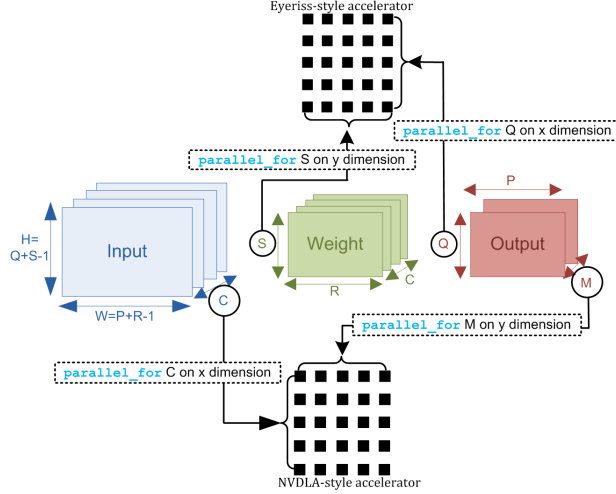 Eyeriss-style accelerator
parallel_for Q on x dimension
parallel_for S on y dimension
P
H=
Q+S-1
Input
S
Weight
Q
Output
R
C
C
M
W=P+R-1
parallel_for M on y dimension
parallel_for C on x dimension
NVDLA-style accelerator